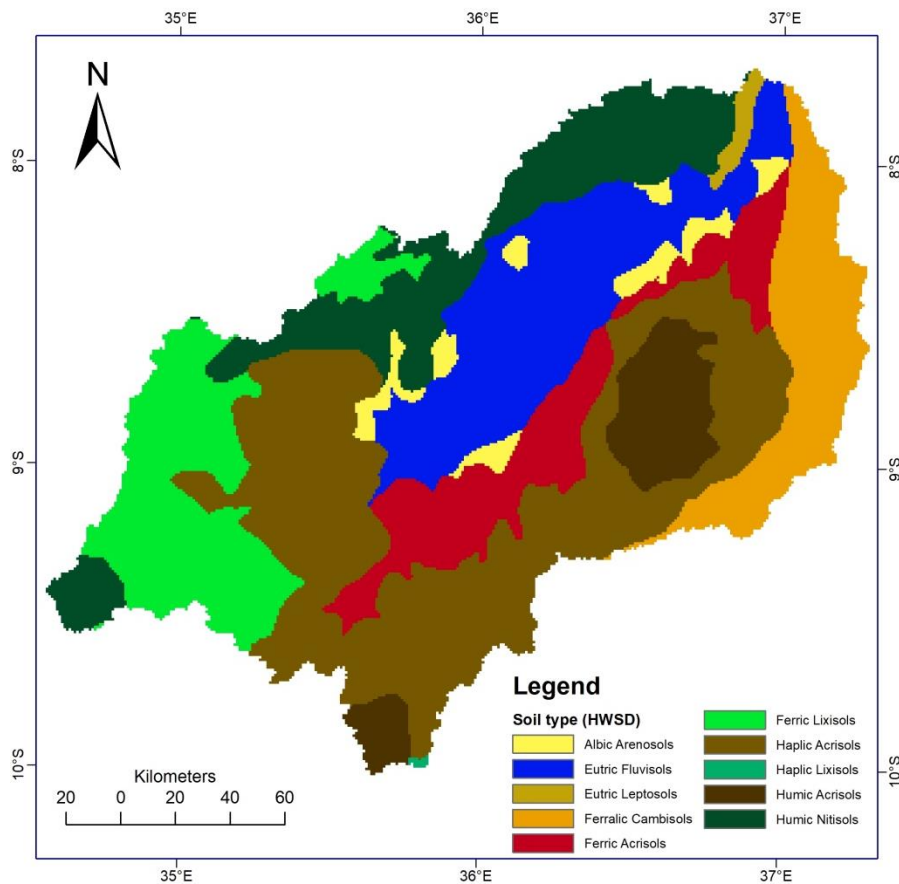 35°E
36°E
37°E
N
8°S
8°S
9°S
9°S
10°S
10°S
Legend
Soil type (HWSD)
Albic Arenosols
Eutric Fluvisols
Eutric Leptosols
Ferralic Cambisols
Ferric Acrisols
Ferric Lixisols
Haplic Acrisols
Haplic Lixisols
Humic Acrisols
Humic Nitisols
Kilometers
20 0 20 40 60
35°E
36°E
37°E